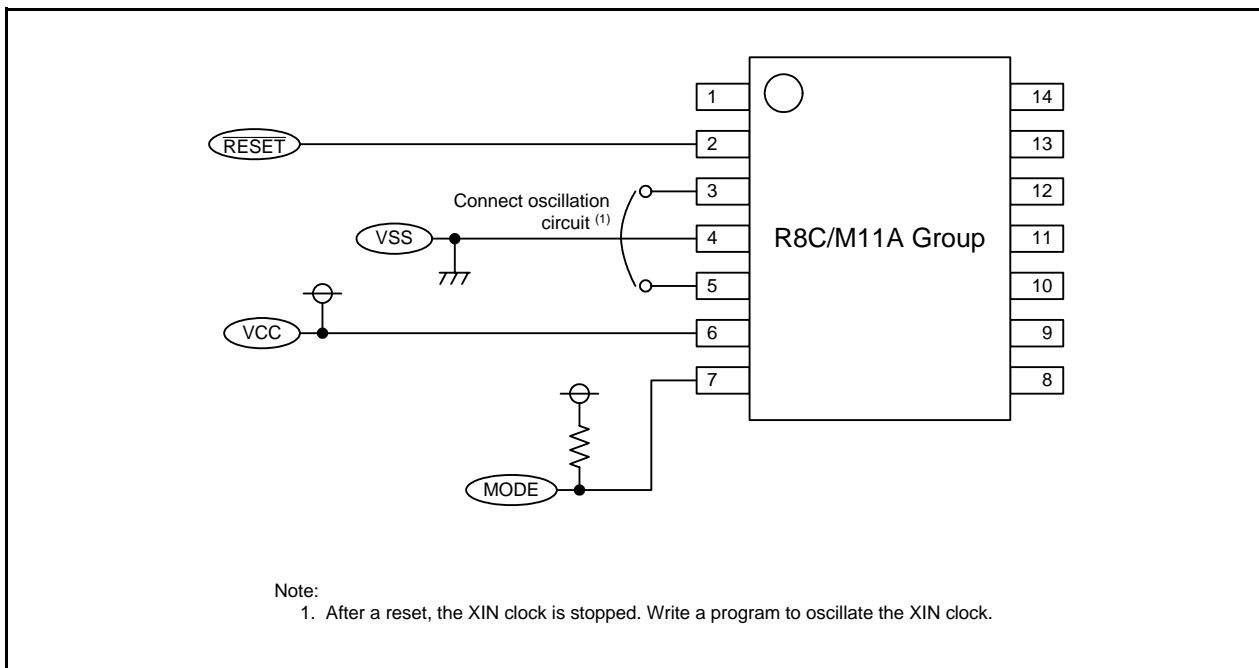 1
14
RESET
2
13
3
12
Connect oscillation
circuit (1)
VSS
4
R8C/M11A Group
11
5
10
VCC
6
9
7
8
MODE
Note:
1. After a reset, the XIN clock is stopped. Write a program to oscillate the XIN clock.